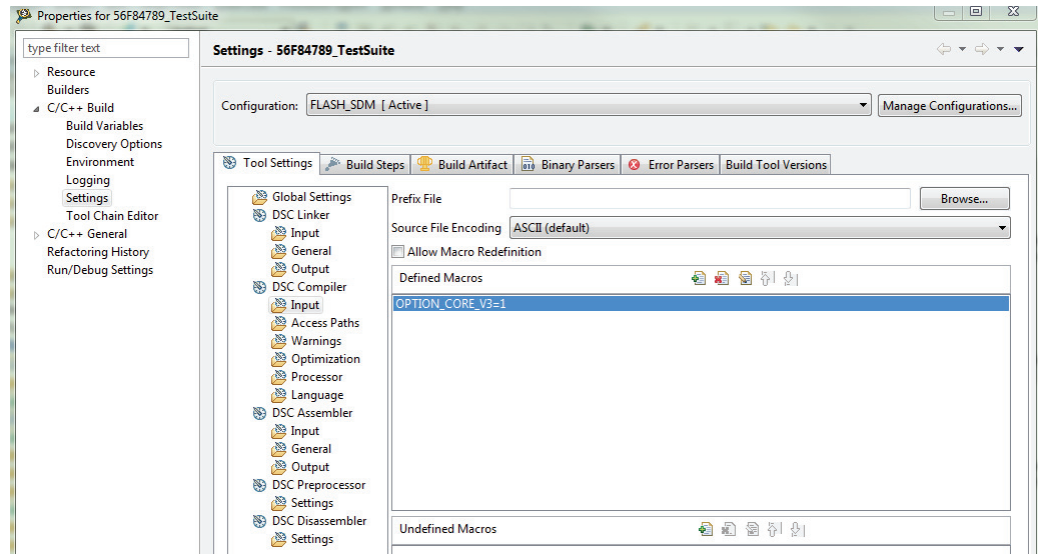 Properties for 56F84789_TestSuite
type filter text
Resource
Builders
C/C++ Build
Build Variables
Discovery Options
Environment
Logging
Settings
Tool Chain Editor
C/C++ General
Refactoring History
Run/Debug Settings
Settings - 56F84789_TestSuite
Configuration: FLASH_SDM [ Active ] Manage Configurations...
Tool Settings Build Steps Build Artifact Binary Parsers Error Parsers Build Tool Versions
Global Settings
DSC Linker
Input
General
Output
DSC Compiler
Input
Access Paths
Warnings
Optimization
Processor
Language
DSC Assembler
Input
General
Output
DSC Preprocessor
Settings
DSC Disassembler
Settings
Prefix File Browse...
Source File Encoding ASCII (default)
Allow Macro Redefinition
Defined Macros
OPTION_CORE_V3=1
Undefined Macros